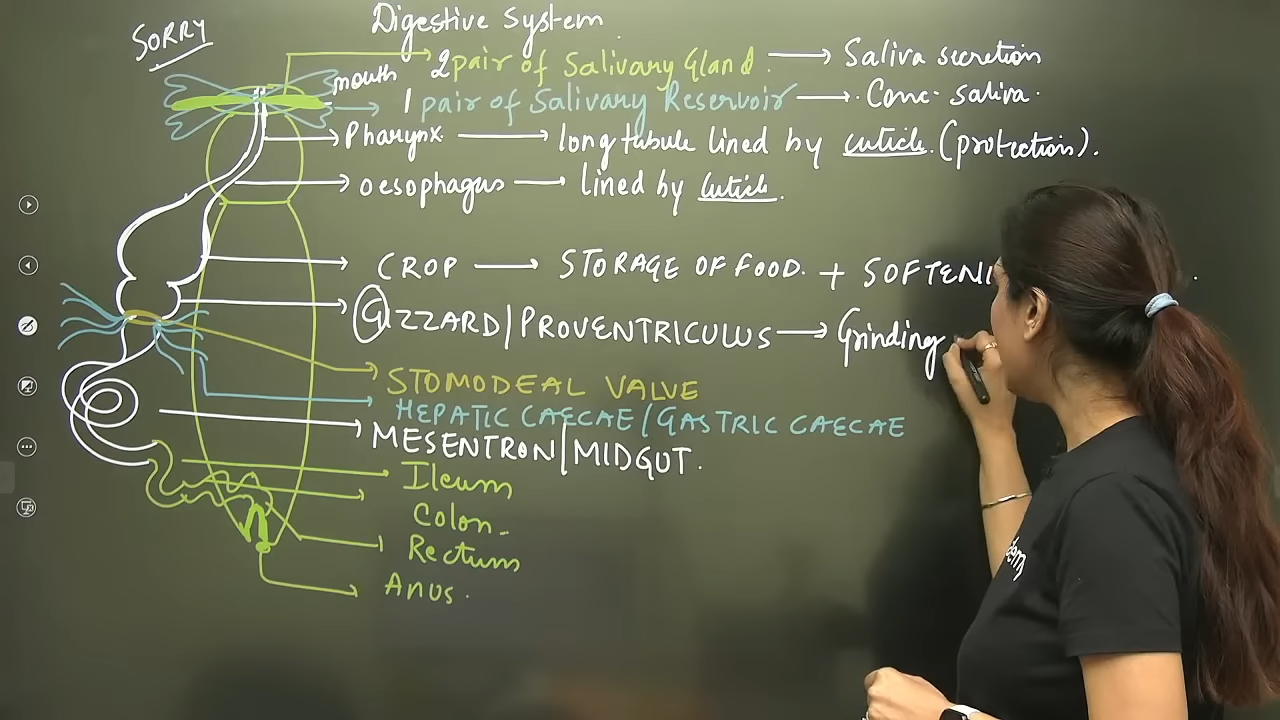 SORRY
Digestive System.
2 pair of Salivary Gland. → Saliva secretion
mouth
→ 1 pair of Salivary Reservoir → Conc. saliva.
Pharynx → long tubule lined by cuticle. (protection).
oesophagus → lined by cuticle.
CROP → STORAGE OF FOOD. + SOFTENI
GIZZARD/PROVENTRICULUS → Grinding
STOMODEAL VALVE
HEPATIC CAECAE/GASTRIC CAECAE
MESENTRON/MIDGUT.
Ileum
Colon.
Rectum
Anus.